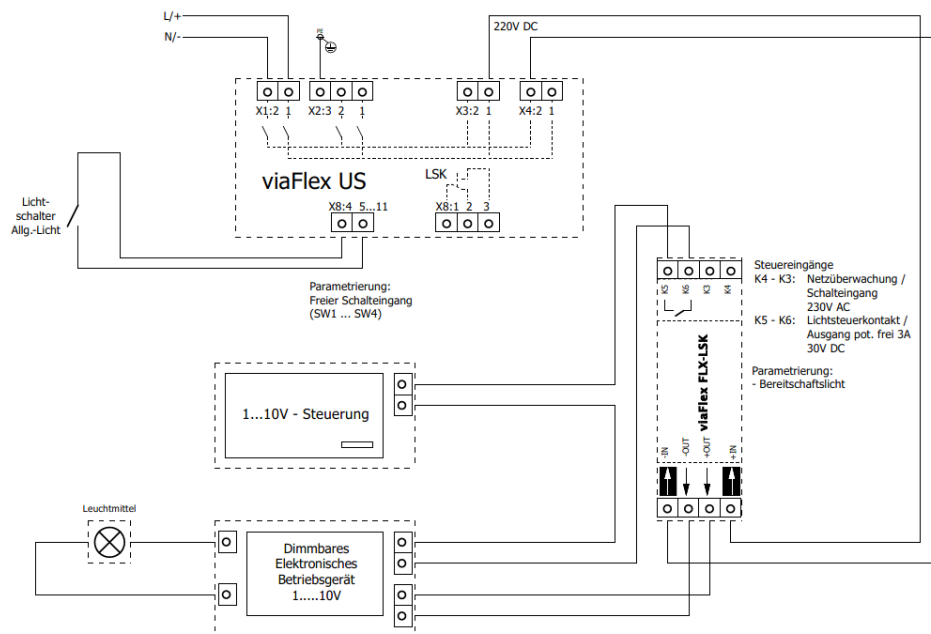 L/+
N/-
PE
220V DC
X1:2 1
X2:3 2 1
X3:2 1
X4:2 1
viaFlex US
LSK
X8:4 5...11
X8:1 2 3
Licht-
schalter
Allg.-Licht
Parametrierung:
Freier Schalteingang
(SW1 ... SW4)
K5 K6 K3 K4
Steuereingänge
K4 - K3: Netzüberwachung /
Schalteingang
230V AC
K5 - K6: Lichtsteuerkontakt /
Ausgang pot. frei 3A
30V DC
Parametrierung:
- Bereitschaftslicht
viaFlex FLX-LSK
-IN -OUT +OUT +IN
1...10V - Steuerung
Leuchtmittel
Dimmbares
Elektronisches
Betriebsgerät
1.....10V